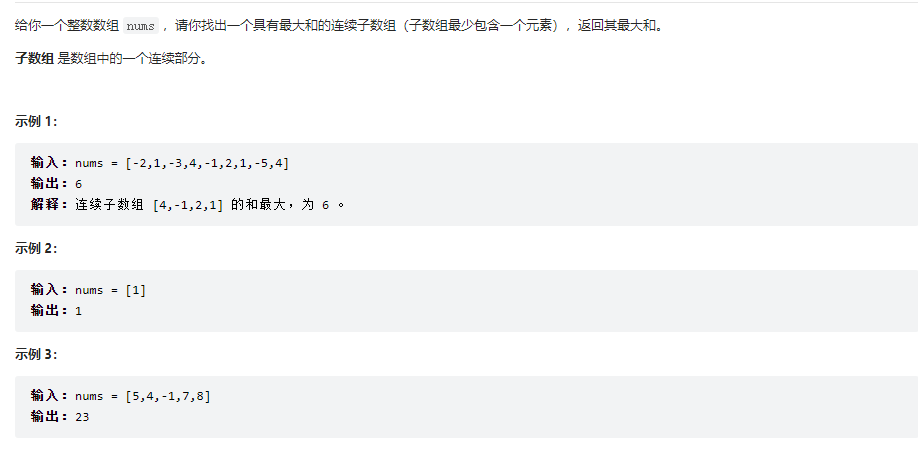 给你一个整数数组 nums ，请你找出一个具有最大和的连续子数组（子数组最少包含一个元素），返回其最大和。
子数组 是数组中的一个连续部分。
示例 1：
输入：nums = [-2,1,-3,4,-1,2,1,-5,4]
输出：6
解释：连续子数组 [4,-1,2,1] 的和最大，为 6 。
示例 2：
输入：nums = [1]
输出：1
示例 3：
输入：nums = [5,4,-1,7,8]
输出：23